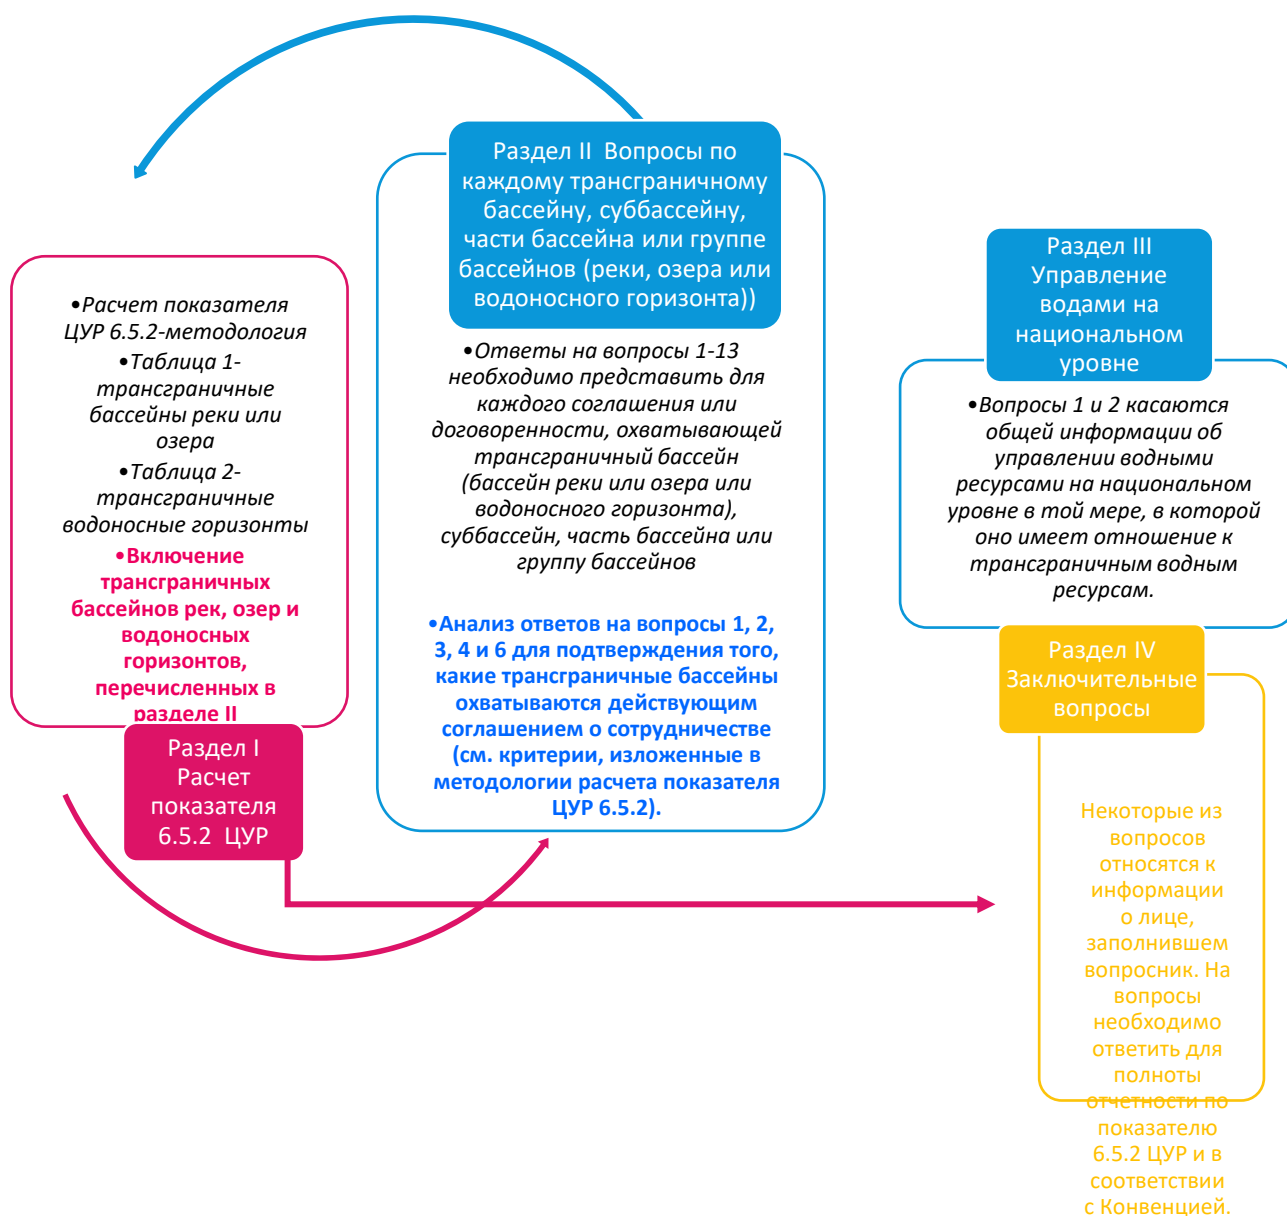 •Расчет показателя
ЦУР 6.5.2-методология
•Таблица 1-
трансграничные
бассейны реки или
озера
•Таблица 2-
трансграничные
водоносные горизонты
•Включение
трансграничных
бассейнов рек, озер и
водоносных
горизонтов,
перечисленных в
разделе II
Раздел I
Расчет
показателя
6.5.2 ЦУР
Раздел II Вопросы по
каждому трансграничному
бассейну, суббассейну,
части бассейна или группе
бассейнов (реки, озера или
водоносного горизонта))
•Ответы на вопросы 1-13
необходимо представить для
каждого соглашения или
договоренности, охватывающей
трансграничный бассейн
(бассейн реки или озера или
водоносного горизонта),
суббассейн, часть бассейна или
группу бассейнов
•Анализ ответов на вопросы 1, 2,
3, 4 и 6 для подтверждения того,
какие трансграничные бассейны
охватываются действующим
соглашением о сотрудничестве
(см. критерии, изложенные в
методологии расчета показателя
ЦУР 6.5.2).
Раздел III
Управление
водами на
национальном
уровне
•Вопросы 1 и 2 касаются
общей информации об
управлении водными
ресурсами на национальном
уровне в той мере, в которой
оно имеет отношение к
трансграничным водным
ресурсам.
Раздел IV
Заключительные
вопросы
Некоторые из
вопросов
относятся к
информации
о лице,
заполнившем
вопросник. На
вопросы
необходимо
ответить для
полноты
отчетности по
показателю
6.5.2 ЦУР и в
соответствии
с Конвенцией.